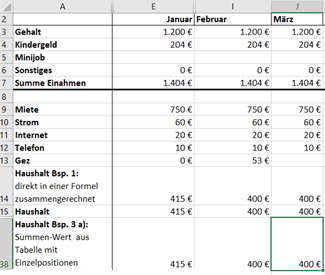 A E I J
2 Januar Februar März
3 Gehalt 1.200 € 1.200 € 1.200 €
4 Kindergeld 204 € 204 € 204 €
5 Minijob
6 Sonstiges 0 € 0 € 0 €
7 Summe Einahmen 1.404 € 1.404 € 1.404 €
8
9 Miete 750 € 750 € 750 €
10 Strom 60 € 60 € 60 €
11 Internet 20 € 20 € 20 €
12 Telefon 10 € 10 € 10 €
13 Gez 0 € 53 €
Haushalt Bsp. 1:
direkt in einer Formel
14 zusammengerechnet 415 € 400 € 400 €
15 Haushalt 415 € 400 € 400 €
Haushalt Bsp. 3 a):
Summen-Wert aus
Tabelle mit
38 Einzelpositionen 415 € 400 € 400 €